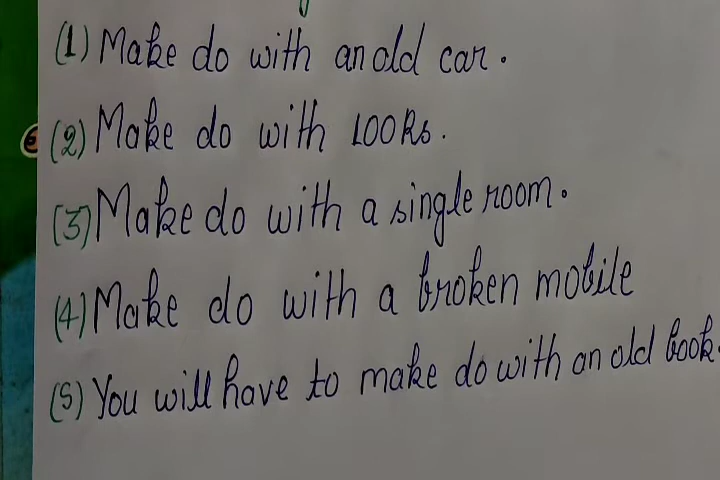 (1) Make do with an old car.
(2) Make do with 100Rs.
(3) Make do with a single room.
(4) Make do with a broken mobile
(5) You will have to make do with an old book.